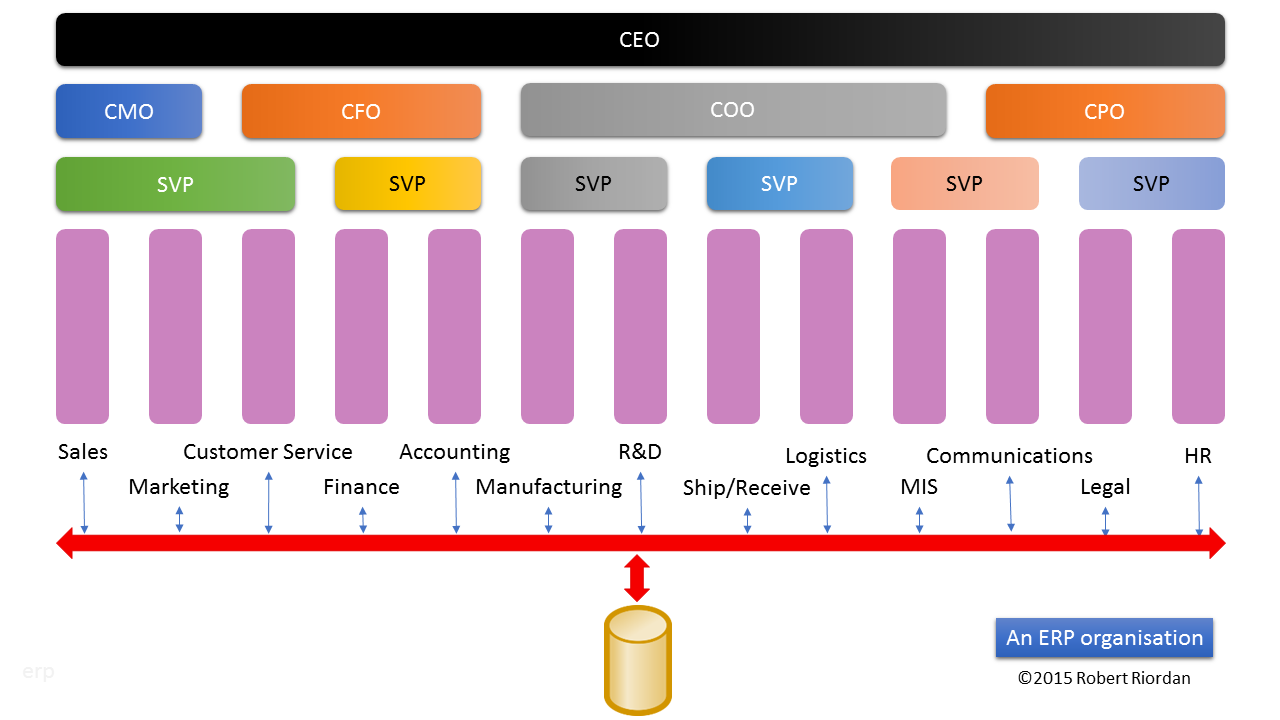 CEO
CMO CFO COO CPO
SVP SVP SVP SVP SVP SVP
Sales Customer Service Accounting R&D Logistics Communications HR
Marketing Finance Manufacturing Ship/Receive MIS Legal
An ERP organisation
erp
©2015 Robert Riordan